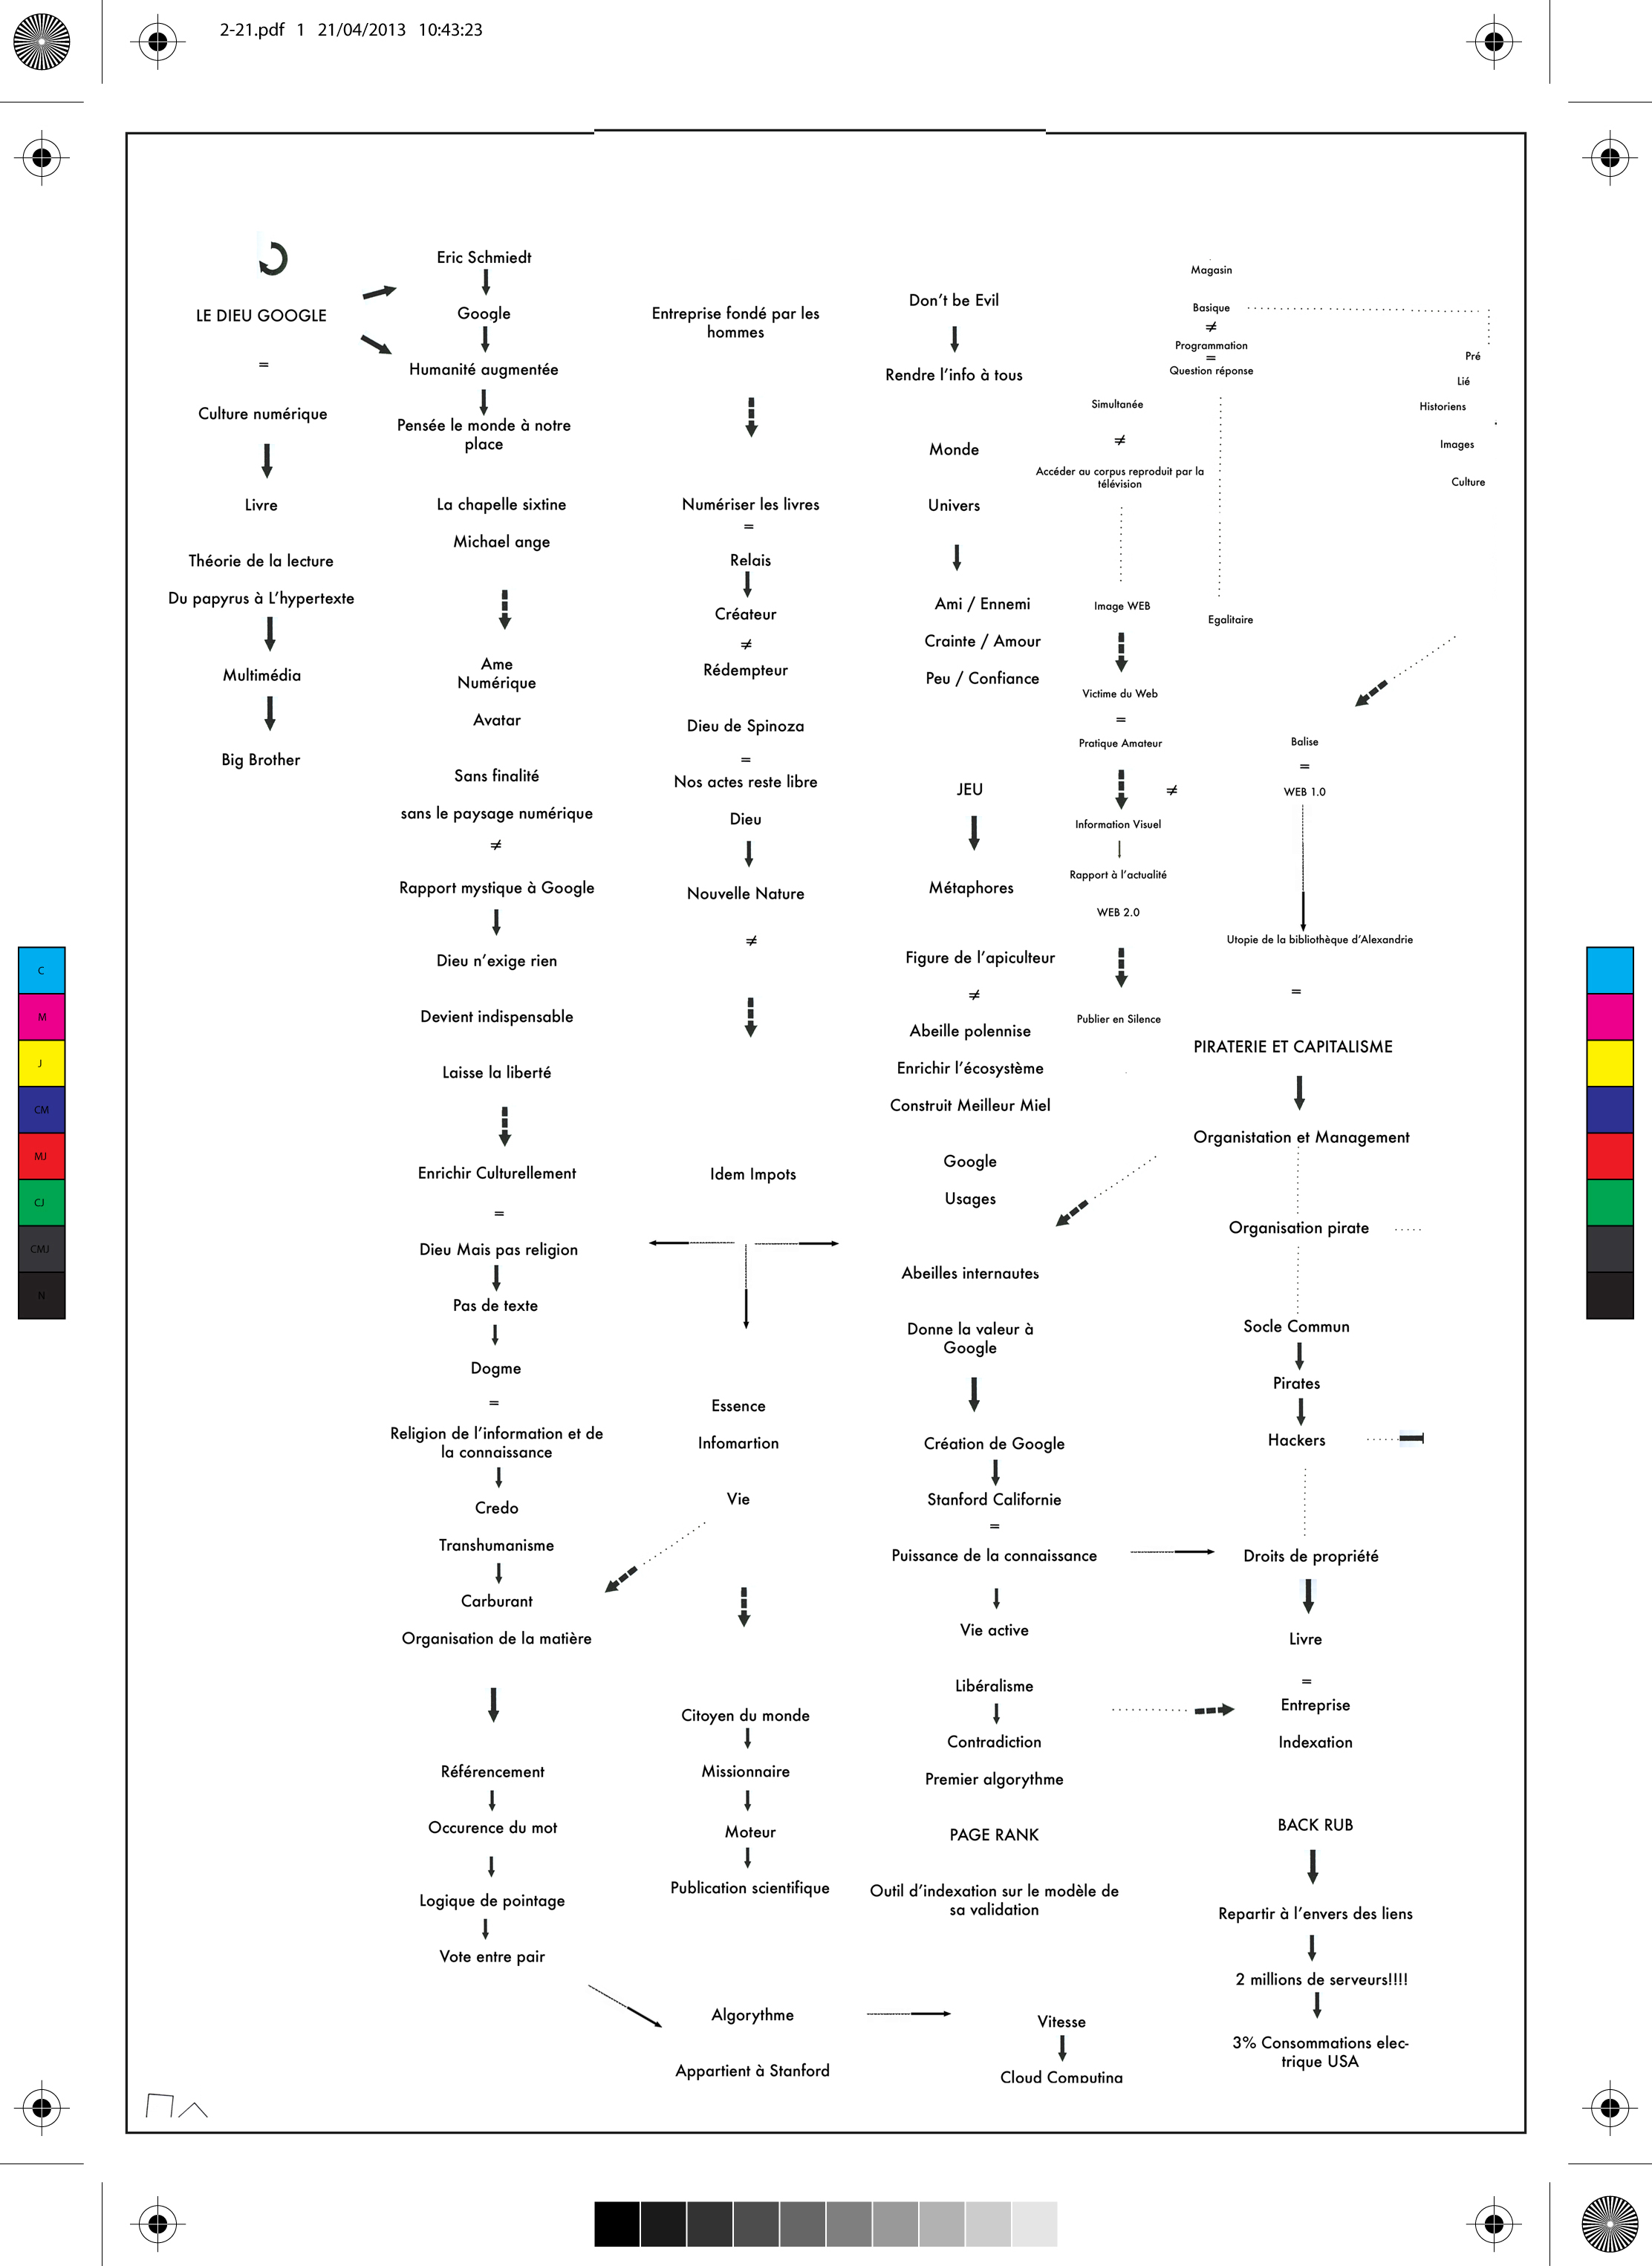 2-21.pdf 1 21/04/2013 10:43:23
LE DIEU GOOGLE
=
Culture numérique
Livre
Théorie de la lecture
Du papyrus à L'hypertexte
Multimédia
Big Brother
Eric Schmiedt
Google
Humanité augmentée
Pensée le monde à notre
place
La chapelle sixtine
Michael ange
Ame
Numérique
Avatar
Sans finalité
sans le paysage numérique
≠
Rapport mystique à Google
Dieu n'exige rien
Devient indispensable
Laisse la liberté
Enrichir Culturellement
=
Dieu Mais pas religion
Pas de texte
Dogme
=
Religion de l'information et de
la connaissance
Credo
Transhumanisme
Carburant
Organisation de la matière
Référencement
Occurence du mot
Logique de pointage
Vote entre pair
Entreprise fondé par les
hommes
Numériser les livres
=
Relais
Créateur
≠
Rédempteur
Dieu de Spinoza
=
Nos actes reste libre
Dieu
Nouvelle Nature
≠
Idem Impots
Essence
Infomartion
Vie
Citoyen du monde
Missionnaire
Moteur
Publication scientifique
Algorythme
Appartient à Stanford
Don't be Evil
Rendre l'info à tous
Monde
Univers
Ami / Ennemi
Crainte / Amour
Peu / Confiance
JEU
Métaphores
Figure de l'apiculteur
≠
Abeille polennise
Enrichir l'écosystème
Construit Meilleur Miel
Google
Usages
Abeilles internautes
Donne la valeur à
Google
Création de Google
Stanford Californie
=
Puissance de la connaissance
Vie active
Libéralisme
Contradiction
Premier algorythme
PAGE RANK
Outil d'indexation sur le modèle de
sa validation
Vitesse
Cloud Computing
Magasin
Basique
≠
Programmation
=
Question réponse
Simultanée
≠
Accéder au corpus reproduit par la
télévision
Image WEB
Egalitaire
Victime du Web
=
Pratique Amateur
≠
Information Visuel
Rapport à l'actualité
WEB 2.0
Publier en Silence
Pré
Lié
Historiens
Images
Culture
Balise
=
WEB 1.0
Utopie de la bibliothèque d'Alexandrie
=
PIRATERIE ET CAPITALISME
Organistation et Management
Organisation pirate
Socle Commun
Pirates
Hackers
Droits de propriété
Livre
=
Entreprise
Indexation
BACK RUB
Repartir à l'envers des liens
2 millions de serveurs!!!!
3% Consommations elec-
trique USA
C
M
J
CM
MJ
CJ
CMJ
N